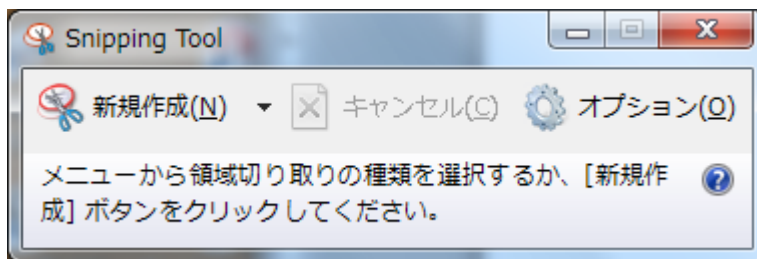 Snipping Tool
新規作成(N) キャンセル(C) オプション(O)
メニューから領域切り取りの種類を選択するか、[新規作
成] ボタンをクリックしてください。